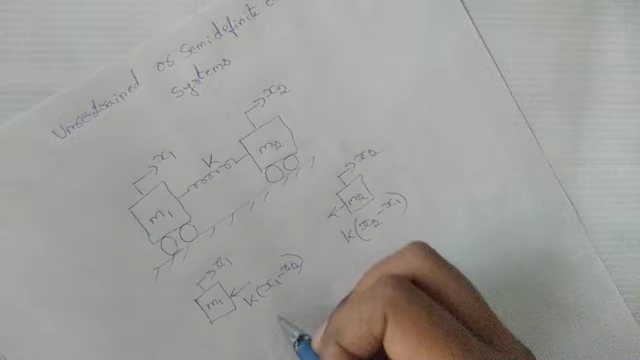 Unrestrained or Semidefinite
Systems
x1
K
x2
m1
m2
x2
m2
K(x2-x1)
x1
m1
K(x1-x2)